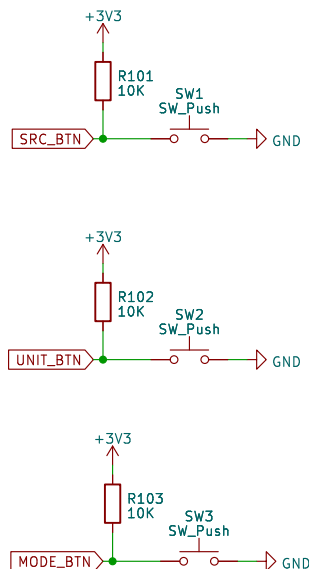 +3V3
R101
10K
SW1
SW_Push
SRC_BTN
GND
+3V3
R102
10K
SW2
SW_Push
UNIT_BTN
GND
+3V3
R103
10K
SW3
SW_Push
MODE_BTN
GND